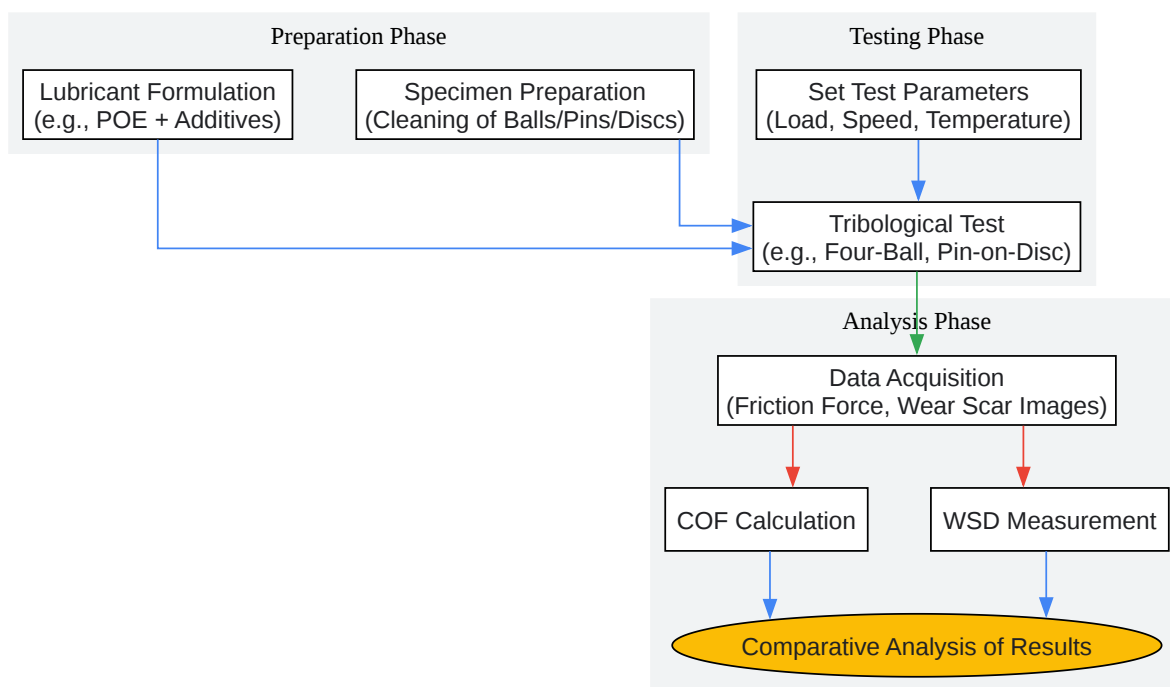 Preparation Phase
Lubricant Formulation
(e.g., POE + Additives)
Specimen Preparation
(Cleaning of Balls/Pins/Discs)
Testing Phase
Set Test Parameters
(Load, Speed, Temperature)
Tribological Test
(e.g., Four-Ball, Pin-on-Disc)
Analysis Phase
Data Acquisition
(Friction Force, Wear Scar Images)
COF Calculation
WSD Measurement
Comparative Analysis of Results